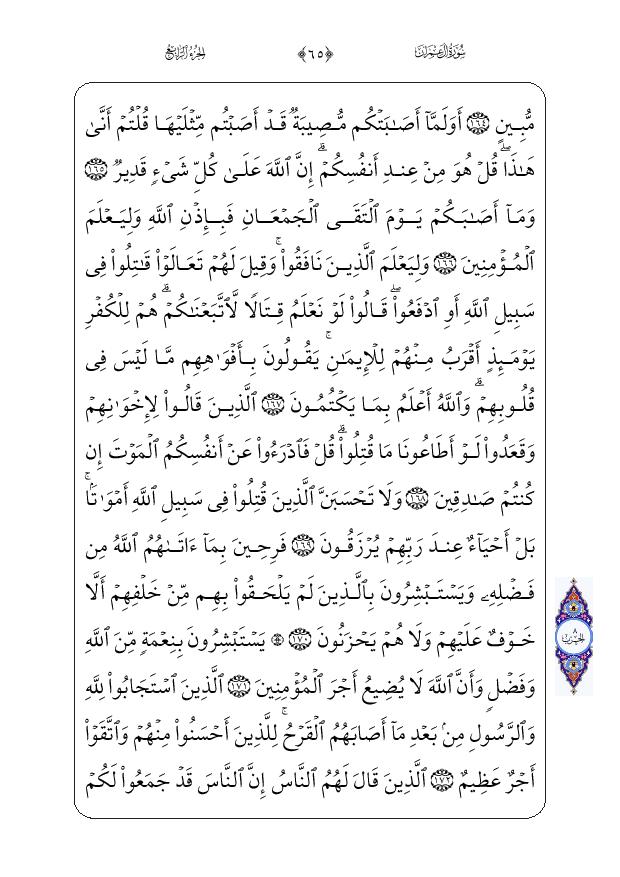 سُورَةُ آلِ عِمْرَانَ ﴿٦٥﴾ الجُزْءُ الرَّابِعُ
مُّبِينٍ ١٦٤ أَوَلَمَّآ أَصَٰبَتْكُم مُّصِيبَةٌ قَدْ أَصَبْتُم مِّثْلَيْهَا قُلْتُمْ أَنَّىٰ
هَٰذَاۖ قُلْ هُوَ مِنْ عِندِ أَنفُسِكُمْۗ إِنَّ ٱللَّهَ عَلَىٰ كُلِّ شَىْءٍ قَدِيرٌ ١٦٥
وَمَآ أَصَٰبَكُمْ يَوْمَ ٱلْتَقَى ٱلْجَمْعَانِ فَبِإِذْنِ ٱللَّهِ وَلِيَعْلَمَ
ٱلْمُؤْمِنِينَ ١٦٦ وَلِيَعْلَمَ ٱلَّذِينَ نَافَقُوا۟ۚ وَقِيلَ لَهُمْ تَعَالَوْا۟ قَٰتِلُوا۟ فِى
سَبِيلِ ٱللَّهِ أَوِ ٱدْفَعُوا۟ۖ قَالُوا۟ لَوْ نَعْلَمُ قِتَالًا لَّٱتَّبَعْنَٰكُمْۗ هُمْ لِلْكُفْرِ
يَوْمَئِذٍ أَقْرَبُ مِنْهُمْ لِلْإِيمَٰنِۚ يَقُولُونَ بِأَفْوَٰهِهِم مَّا لَيْسَ فِى
قُلُوبِهِمْۗ وَٱللَّهُ أَعْلَمُ بِمَا يَكْتُمُونَ ١٦٧ ٱلَّذِينَ قَالُوا۟ لِإِخْوَٰنِهِمْ
وَقَعَدُوا۟ لَوْ أَطَاعُونَا مَا قُتِلُوا۟ۗ قُلْ فَٱدْرَءُوا۟ عَنْ أَنفُسِكُمُ ٱلْمَوْتَ إِن
كُنتُمْ صَٰدِقِينَ ١٦٨ وَلَا تَحْسَبَنَّ ٱلَّذِينَ قُتِلُوا۟ فِى سَبِيلِ ٱللَّهِ أَمْوَٰتًۢاۚ
بَلْ أَحْيَآءٌ عِندَ رَبِّهِمْ يُرْزَقُونَ ١٦٩ فَرِحِينَ بِمَآ ءَاتَىٰهُمُ ٱللَّهُ مِن
فَضْلِهِۦ وَيَسْتَبْشِرُونَ بِٱلَّذِينَ لَمْ يَلْحَقُوا۟ بِهِم مِّنْ خَلْفِهِمْ أَلَّا
خَوْفٌ عَلَيْهِمْ وَلَا هُمْ يَحْزَنُونَ ١٧٠ ۞ يَسْتَبْشِرُونَ بِنِعْمَةٍ مِّنَ ٱللَّهِ
الحِزْبُ ٨
وَفَضْلٍ وَأَنَّ ٱللَّهَ لَا يُضِيعُ أَجْرَ ٱلْمُؤْمِنِينَ ١٧١ ٱلَّذِينَ ٱسْتَجَابُوا۟ لِلَّهِ
وَٱلرَّسُولِ مِنۢ بَعْدِ مَآ أَصَابَهُمُ ٱلْقَرْحُۚ لِلَّذِينَ أَحْسَنُوا۟ مِنْهُمْ وَٱتَّقَوْا۟
أَجْرٌ عَظِيمٌ ١٧٢ ٱلَّذِينَ قَالَ لَهُمُ ٱلنَّاسُ إِنَّ ٱلنَّاسَ قَدْ جَمَعُوا۟ لَكُمْ